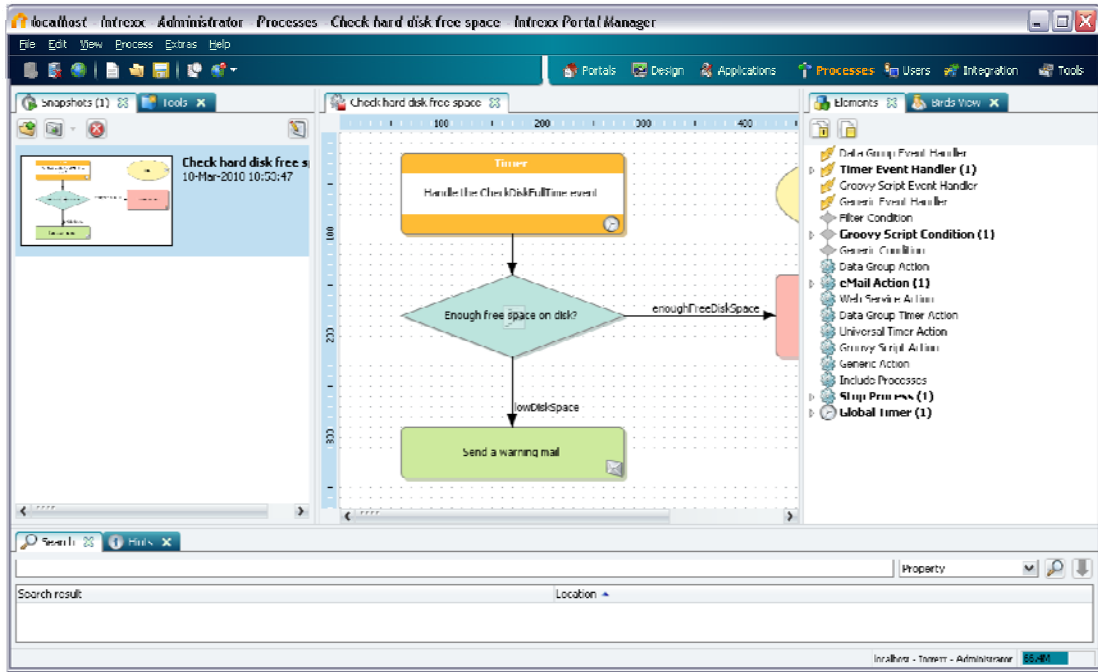 localhost - Intrexx - Administrator - Processes - Check hard disk free space - Intrexx Portal Manager
File Edit View Process Extras Help
Portals Design Applications Processes Users Integration Tools
Snapshots (1) Tools
Check hard disk free space
Elements Birds View
100 200 300 400
Check hard disk free s
10-Mar-2010 10:53:47
Timer
Handle the CheckDiskFullTime event
100
Enough free space on disk?
enoughFreeDiskSpace
200
lowDiskSpace
300
Send a warning mail
Data Group Event Handler
Timer Event Handler (1)
Groovy Script Event Handler
Generic Event Handler
Filter Condition
Groovy Script Condition (1)
Generic Condition
Data Group Action
eMail Action (1)
Web Service Action
Data Group Timer Action
Universal Timer Action
Groovy Script Action
Generic Action
Include Processes
Stop Process (1)
Global Timer (1)
Search Hints
Property
Search result Location
localhost - Intrexx - Administrator